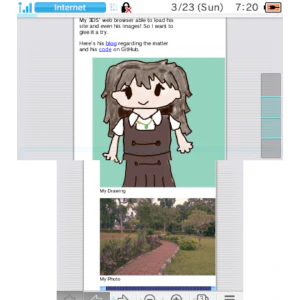 Internet 3/23 (Sun) 7:20
My 3DS' web browser able to load his
site and even his images! So I want to
give it a try.
Here's his blog regarding the matter
and his code on GitHub.
My Drawing
My Photo